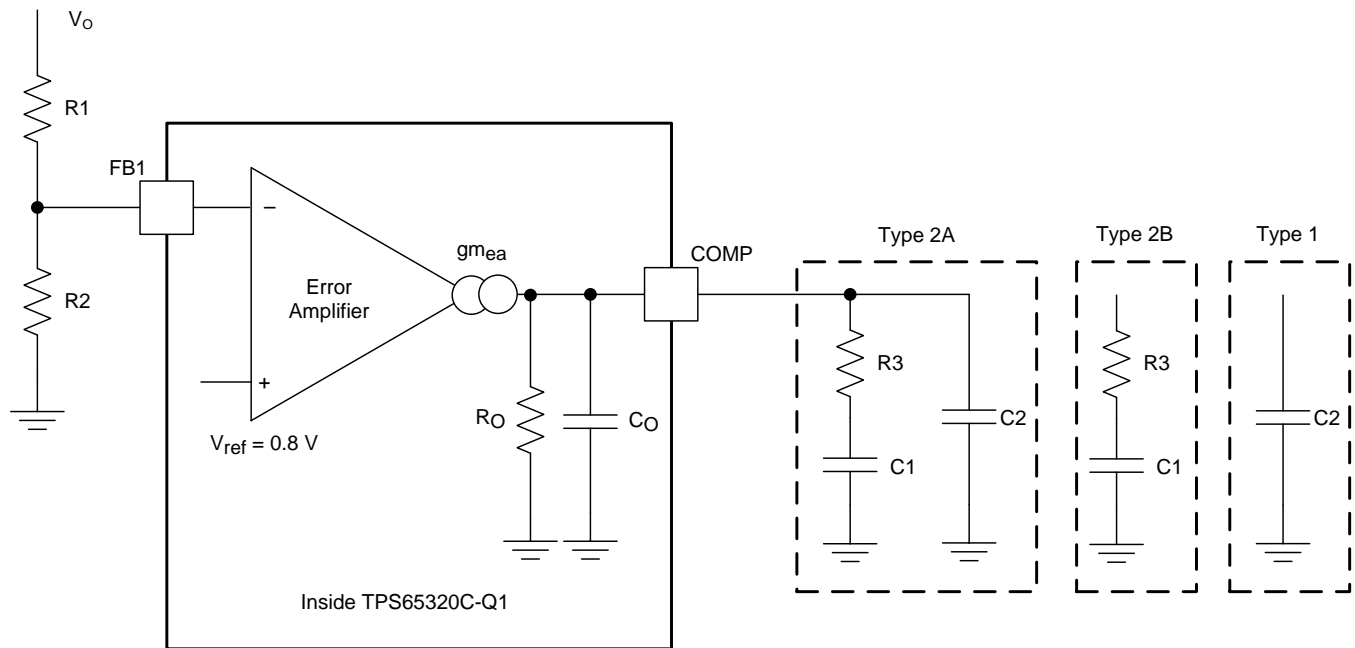 VO
R1
FB1
R2
Error
Amplifier
gmea
Vref = 0.8 V
RO
CO
COMP
Inside TPS65320C-Q1
Type 2A
R3
C1
C2
Type 2B
R3
C1
Type 1
C2